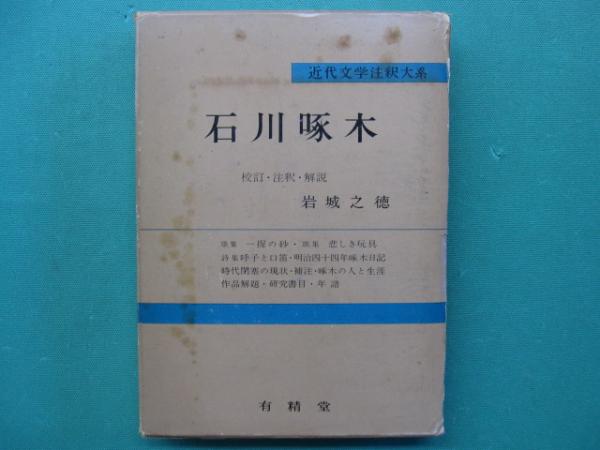 近代文学注釈大系
石川啄木
校訂・注釈・解説
岩城之徳
歌集 一握の砂・歌集 悲しき玩具
詩集 呼子と口笛・明治四十四年啄木日記
時代閉塞の現状・補注・啄木の人と生涯
作品解題・研究書目・年譜
有精堂